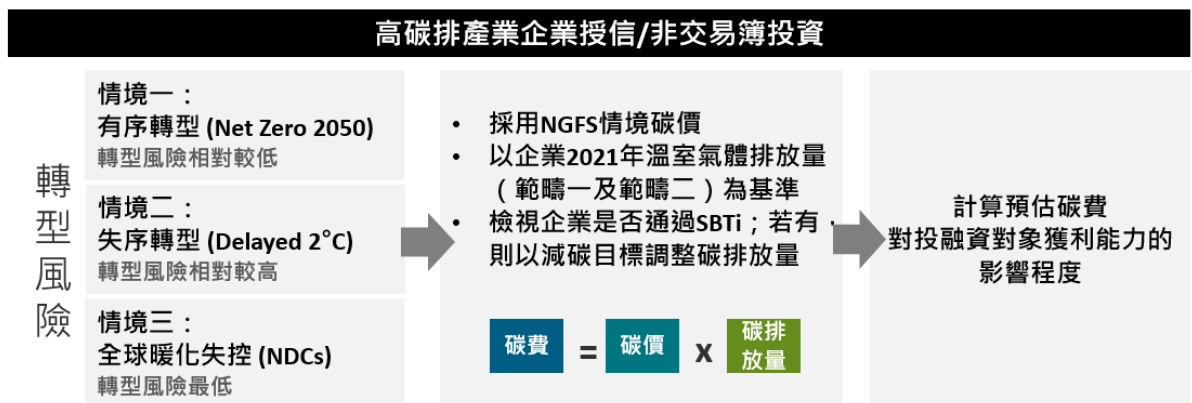 高碳排產業企業授信/非交易簿投資
轉型風險
情境一：
有序轉型 (Net Zero 2050)
轉型風險相對較低
情境二：
失序轉型 (Delayed 2°C)
轉型風險相對較高
情境三：
全球暖化失控 (NDCs)
轉型風險最低
• 採用NGFS情境碳價
• 以企業2021年溫室氣體排放量
（範疇一及範疇二）為基準
• 檢視企業是否通過SBTi；若有，
則以減碳目標調整碳排放量
碳費 = 碳價 x 碳排
放量
計算預估碳費
對投融資對象獲利能力的
影響程度